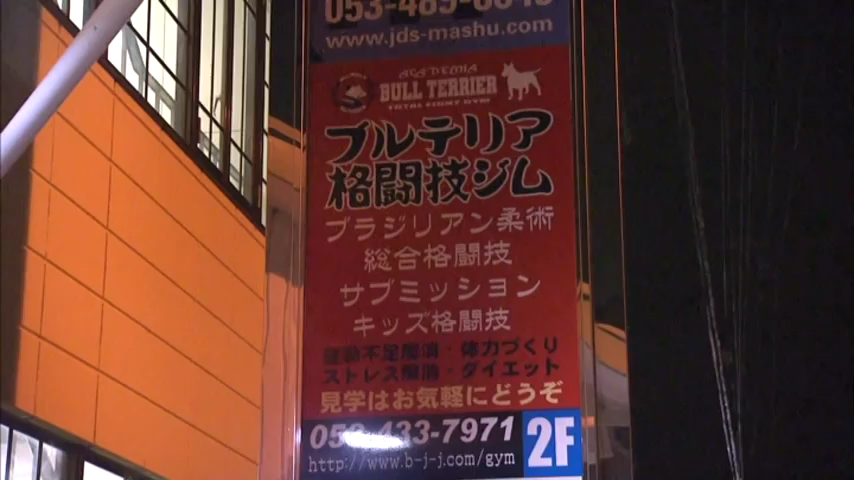 www.jds-mashu.com
ACADEMIA
BULL TERRIER
TOTAL FIGHT GYM
ブルテリア
格闘技ジム
ブラジリアン柔術
総合格闘技
サブミッション
キッズ格闘技
運動不足解消・体力づくり
ストレス解消・ダイエット
見学はお気軽にどうぞ
053-433-7971
2F
http://www.b-j-j.com/gym